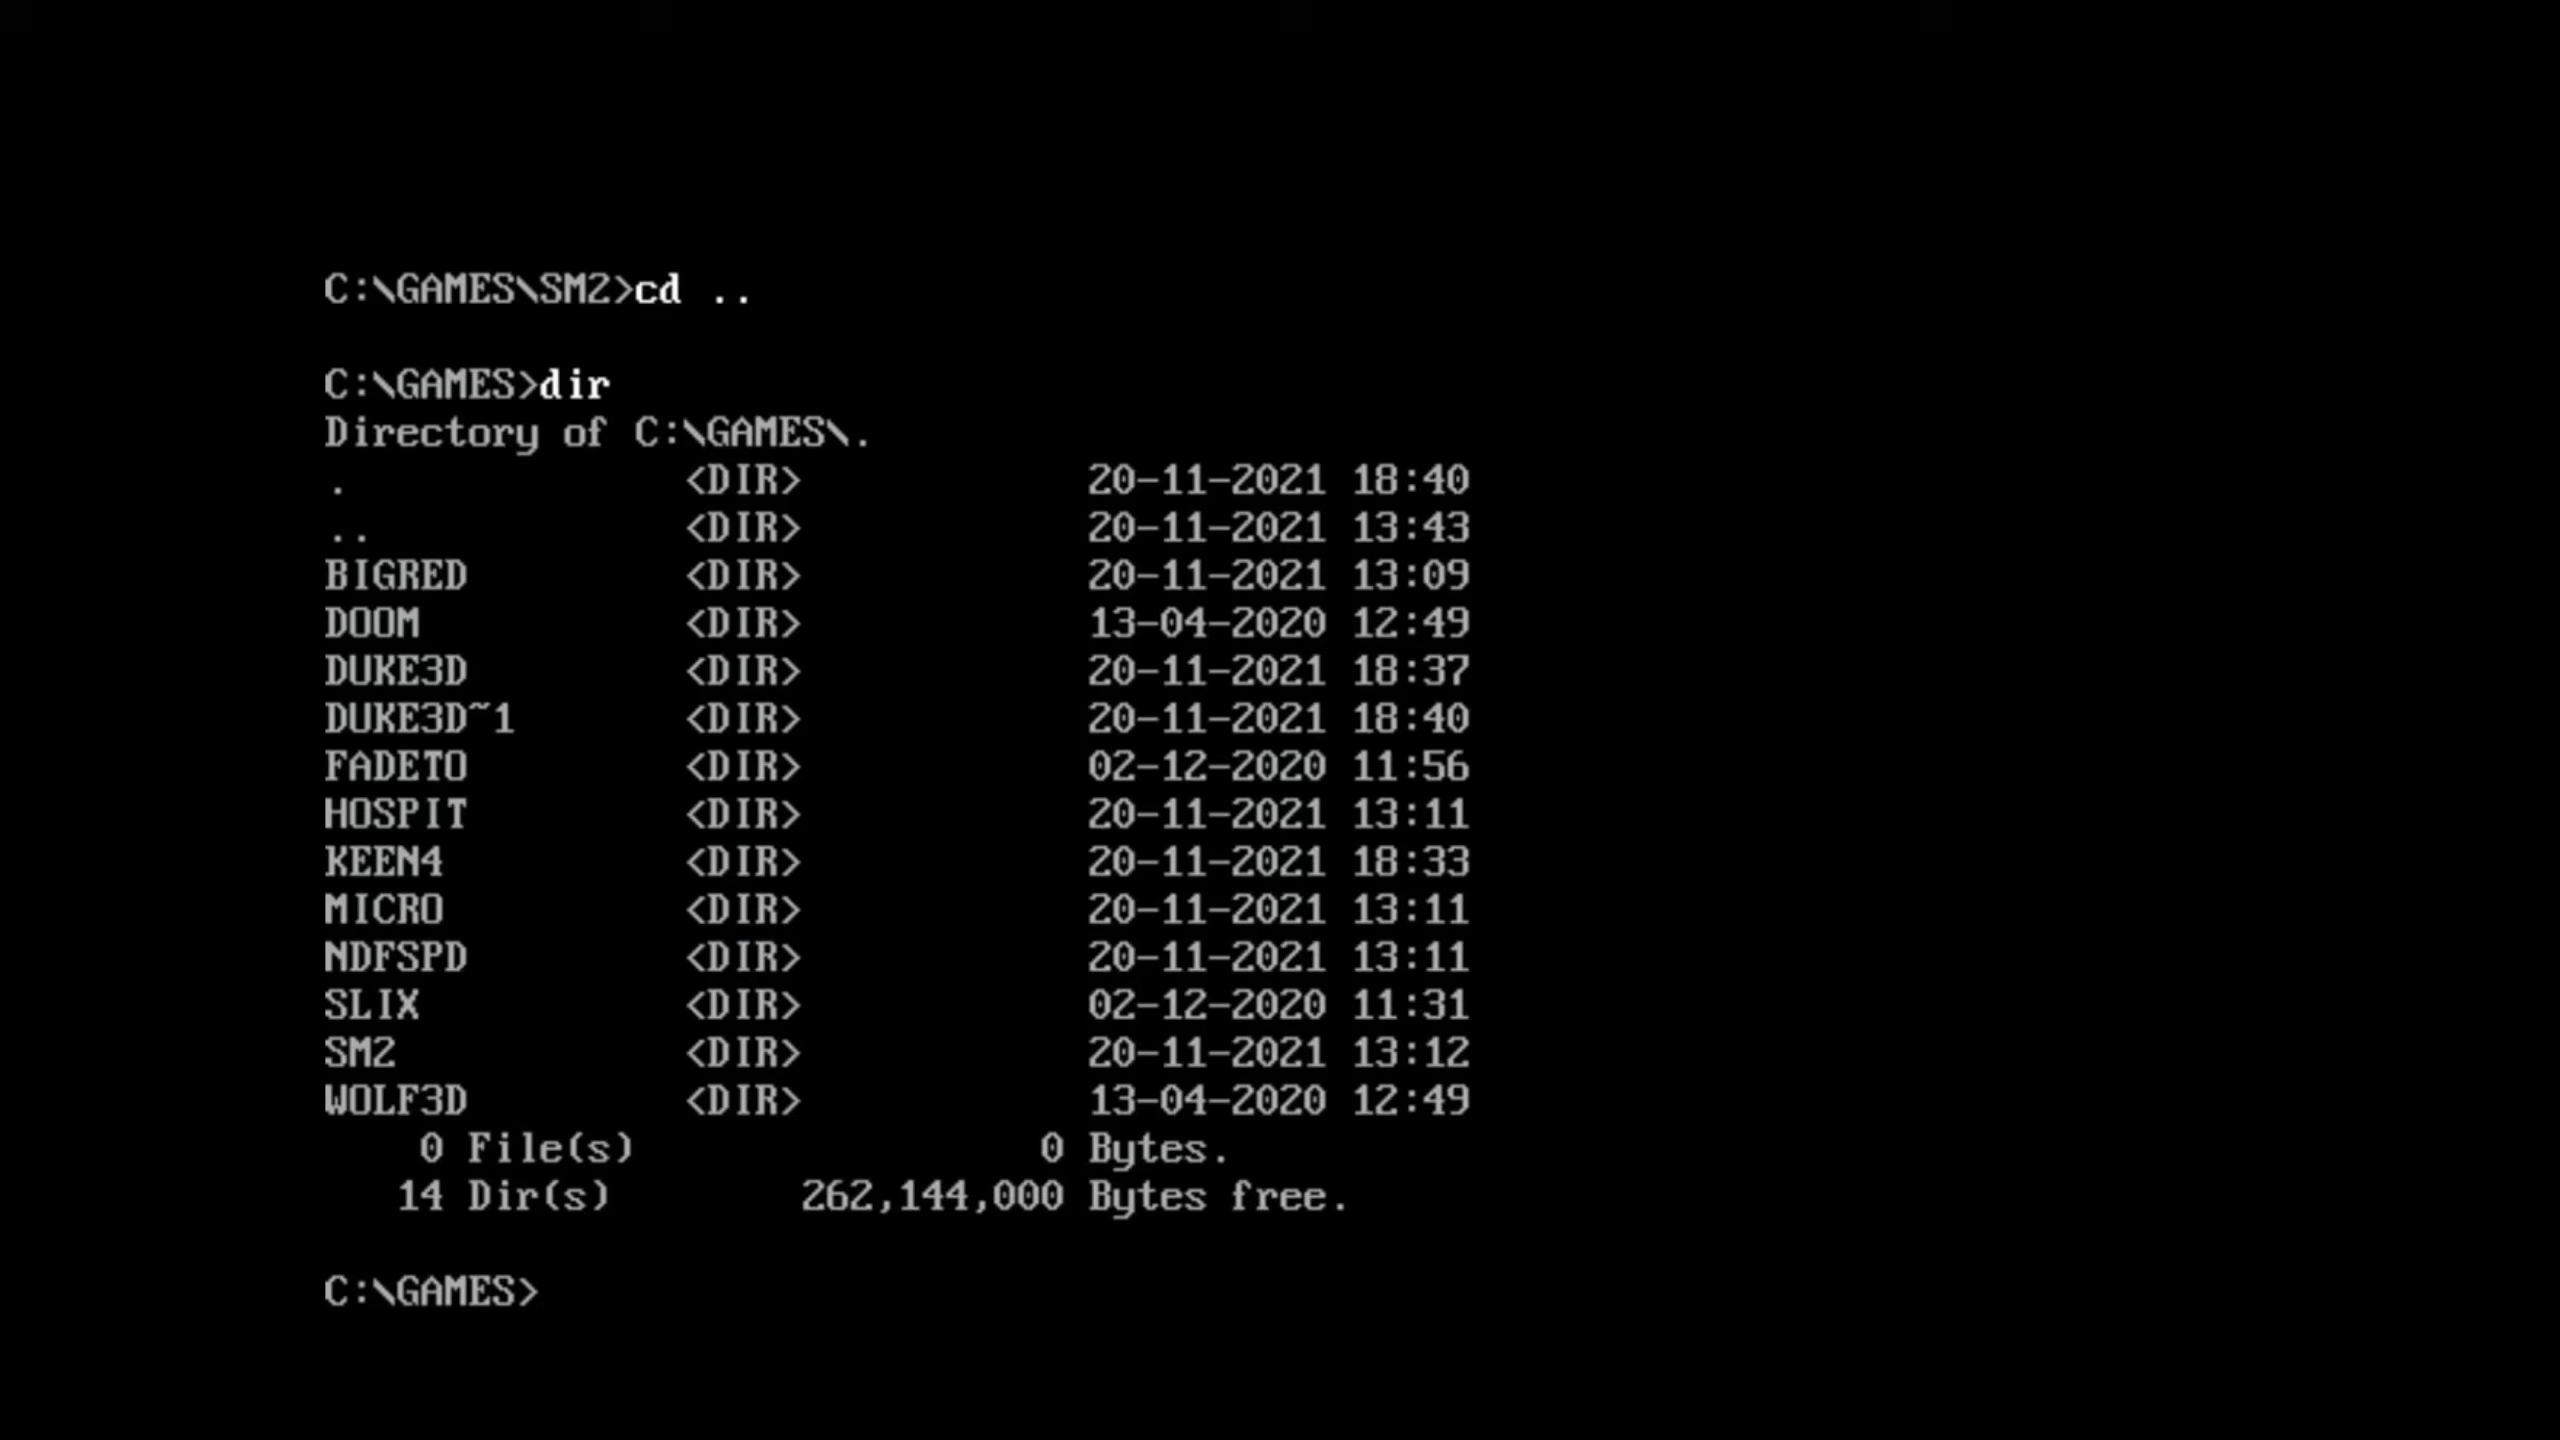 C:\GAMES\SM2>cd ..
C:\GAMES>dir
Directory of C:\GAMES\.
. <DIR> 20-11-2021 18:40
.. <DIR> 20-11-2021 13:43
BIGRED <DIR> 20-11-2021 13:09
DOOM <DIR> 13-04-2020 12:49
DUKE3D <DIR> 20-11-2021 18:37
DUKE3D~1 <DIR> 20-11-2021 18:40
FADETO <DIR> 02-12-2020 11:56
HOSPIT <DIR> 20-11-2021 13:11
KEEN4 <DIR> 20-11-2021 18:33
MICRO <DIR> 20-11-2021 13:11
NDFSPD <DIR> 20-11-2021 13:11
SLIX <DIR> 02-12-2020 11:31
SM2 <DIR> 20-11-2021 13:12
WOLF3D <DIR> 13-04-2020 12:49
0 File(s) 0 Bytes.
14 Dir(s) 262,144,000 Bytes free.
C:\GAMES>